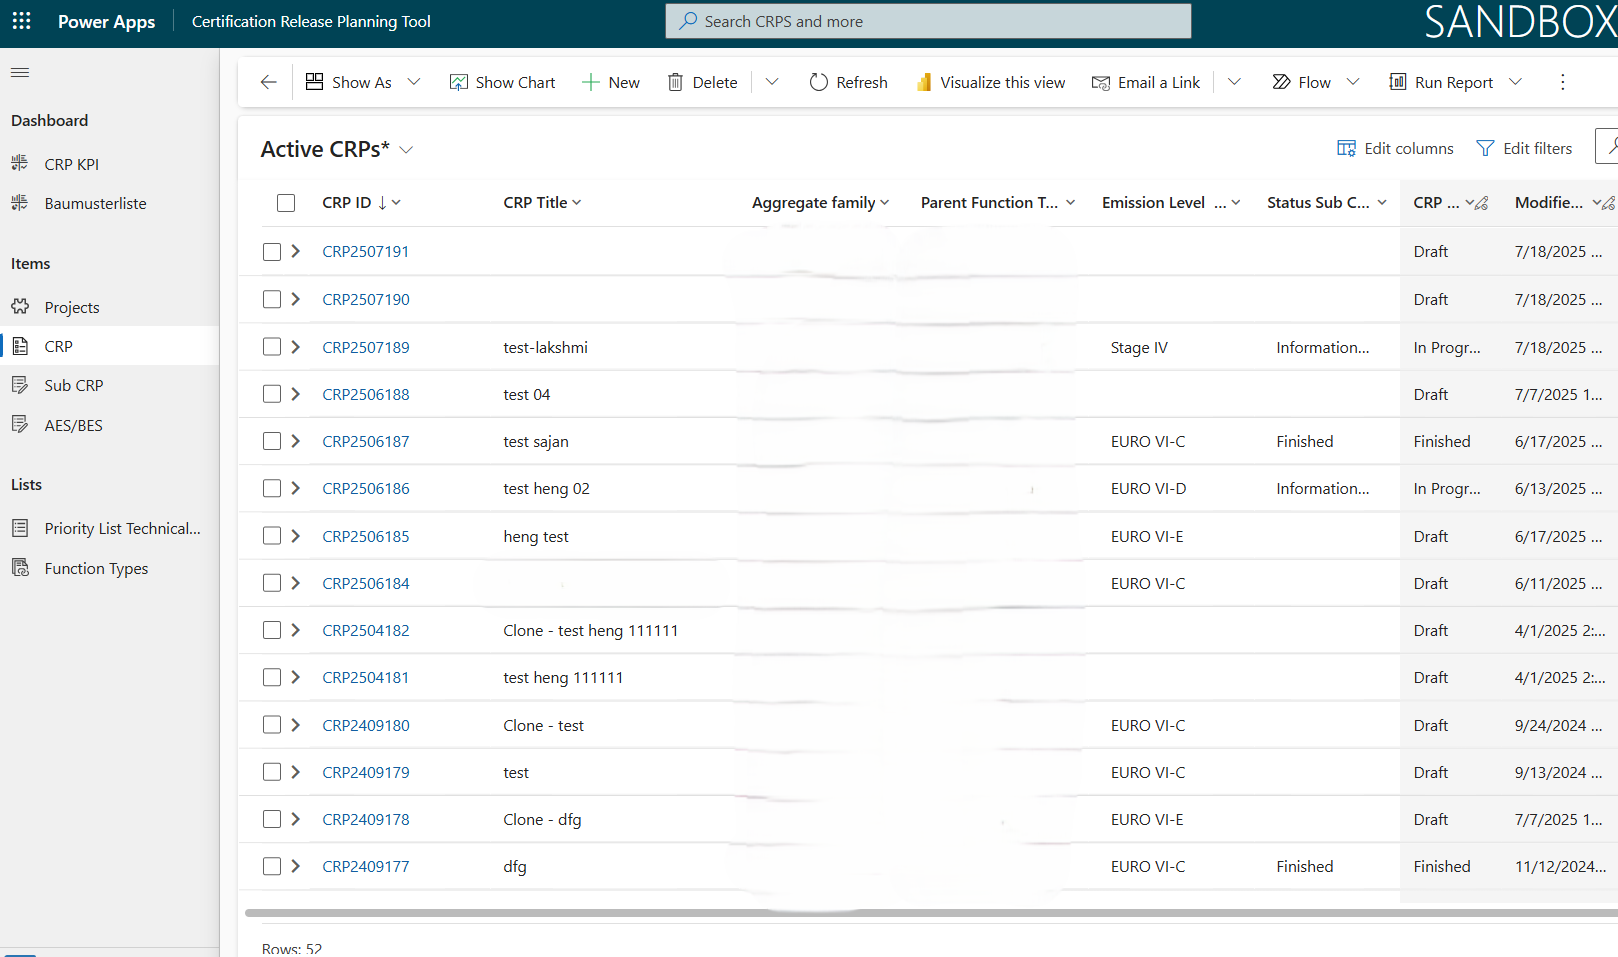 Power Apps Certification Release Planning Tool Search CRPS and more SANDBOX
Show As Show Chart New Delete Refresh Visualize this view Email a Link Flow Run Report
Dashboard
CRP KPI
Baumusterliste
Items
Projects
CRP
Sub CRP
AES/BES
Lists
Priority List Technical...
Function Types
Active CRPs* Edit columns Edit filters
CRP ID CRP Title Aggregate family Parent Function T... Emission Level ... Status Sub C... CRP ... Modifie...
CRP2507191 Draft 7/18/2025 ...
CRP2507190 Draft 7/18/2025 ...
CRP2507189 test-lakshmi Stage IV Information... In Progr... 7/18/2025 ...
CRP2506188 test 04 Draft 7/7/2025 1...
CRP2506187 test sajan EURO VI-C Finished Finished 6/17/2025 ...
CRP2506186 test heng 02 EURO VI-D Information... In Progr... 6/13/2025 ...
CRP2506185 heng test EURO VI-E Draft 6/17/2025 ...
CRP2506184 EURO VI-C Draft 6/11/2025 ...
CRP2504182 Clone - test heng 111111 Draft 4/1/2025 2:...
CRP2504181 test heng 111111 Draft 4/1/2025 2:...
CRP2409180 Clone - test EURO VI-C Draft 9/24/2024 ...
CRP2409179 test EURO VI-C Draft 9/13/2024 ...
CRP2409178 Clone - dfg EURO VI-E Draft 7/7/2025 1...
CRP2409177 dfg EURO VI-C Finished Finished 11/12/2024...
Rows: 52